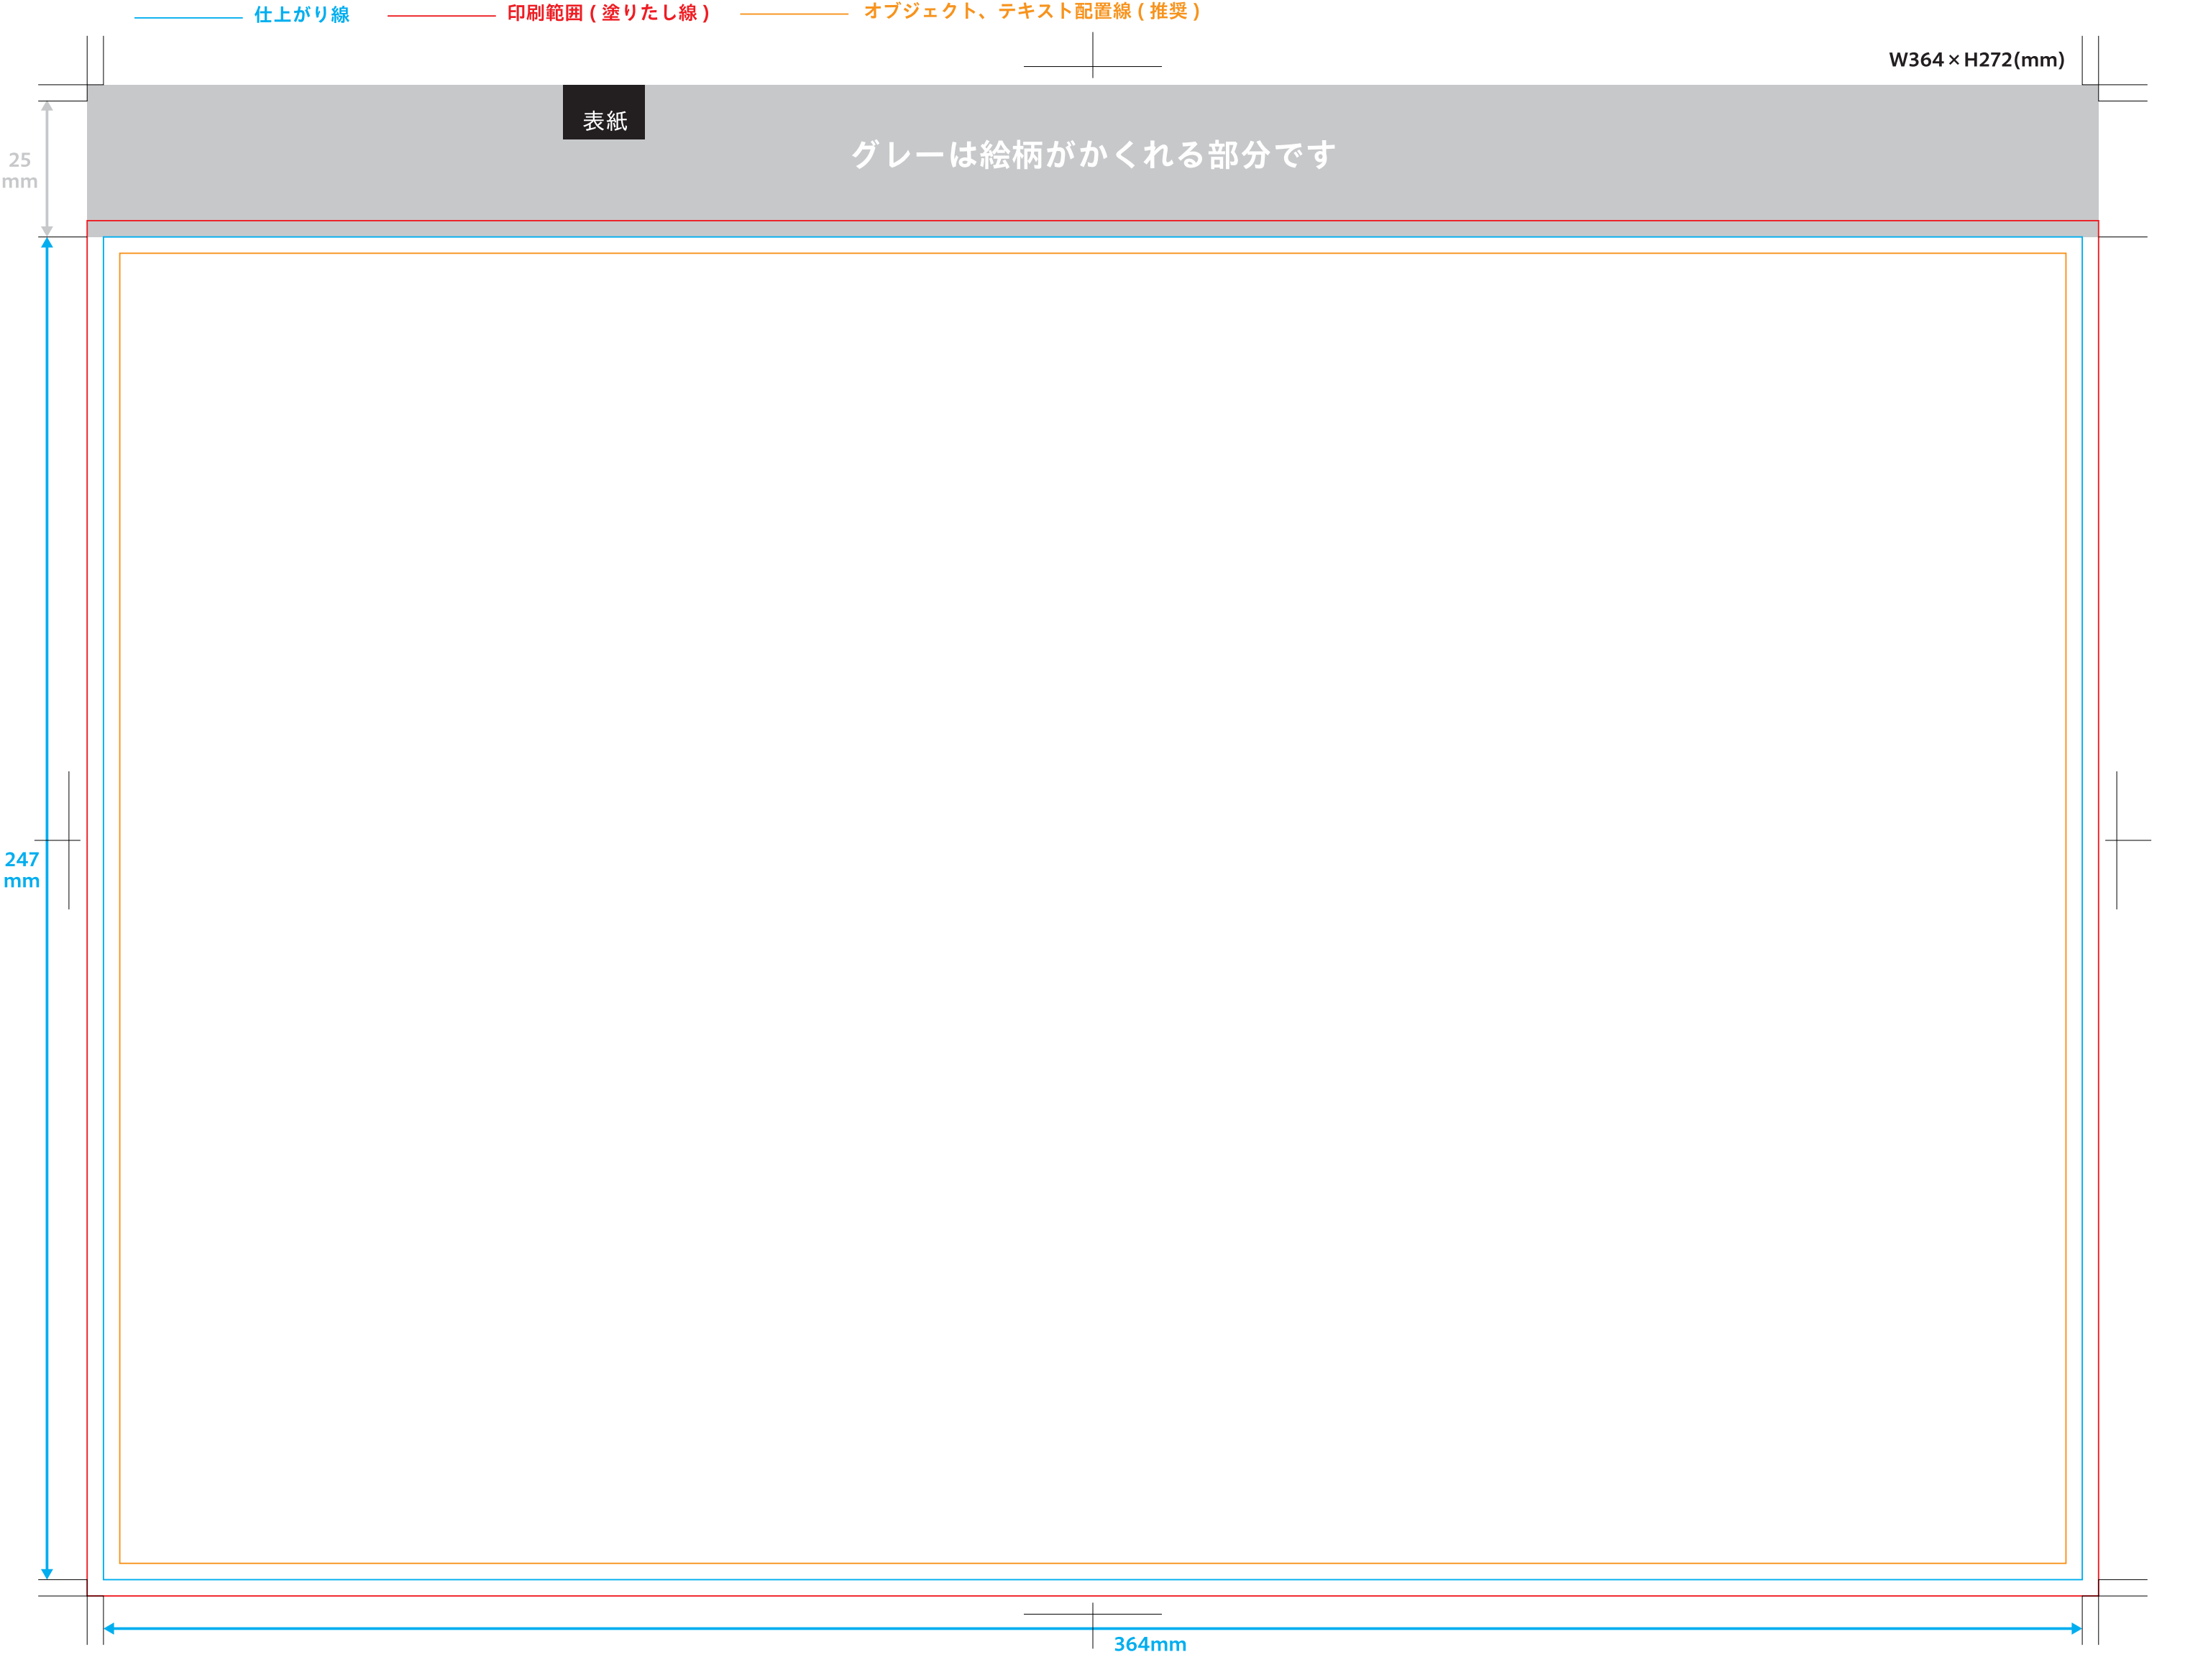 仕上がり線
印刷範囲 ( 塗りたし線 )
オブジェクト、テキスト配置線 ( 推奨 )
W364×H272(mm)
表紙
グレーは絵柄がかくれる部分です
25
mm
247
mm
364mm